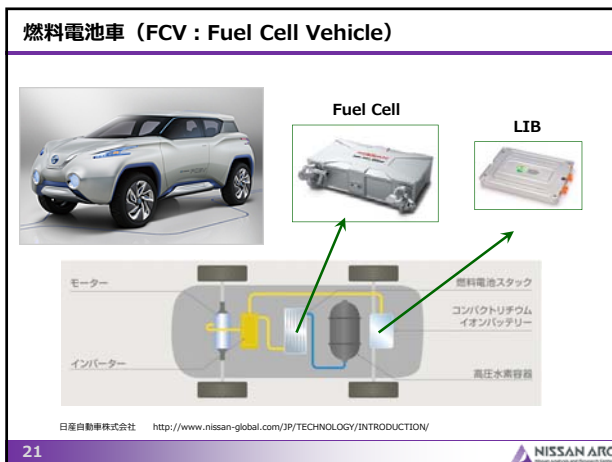 燃料電池車（FCV：Fuel Cell Vehicle）
Fuel Cell
LIB
NISSAN
モーター
燃料電池スタック
コンパクトリチウム
イオンバッテリー
インバーター
高圧水素容器
日産自動車株式会社 http://www.nissan-global.com/JP/TECHNOLOGY/INTRODUCTION/
21
NISSAN ARC